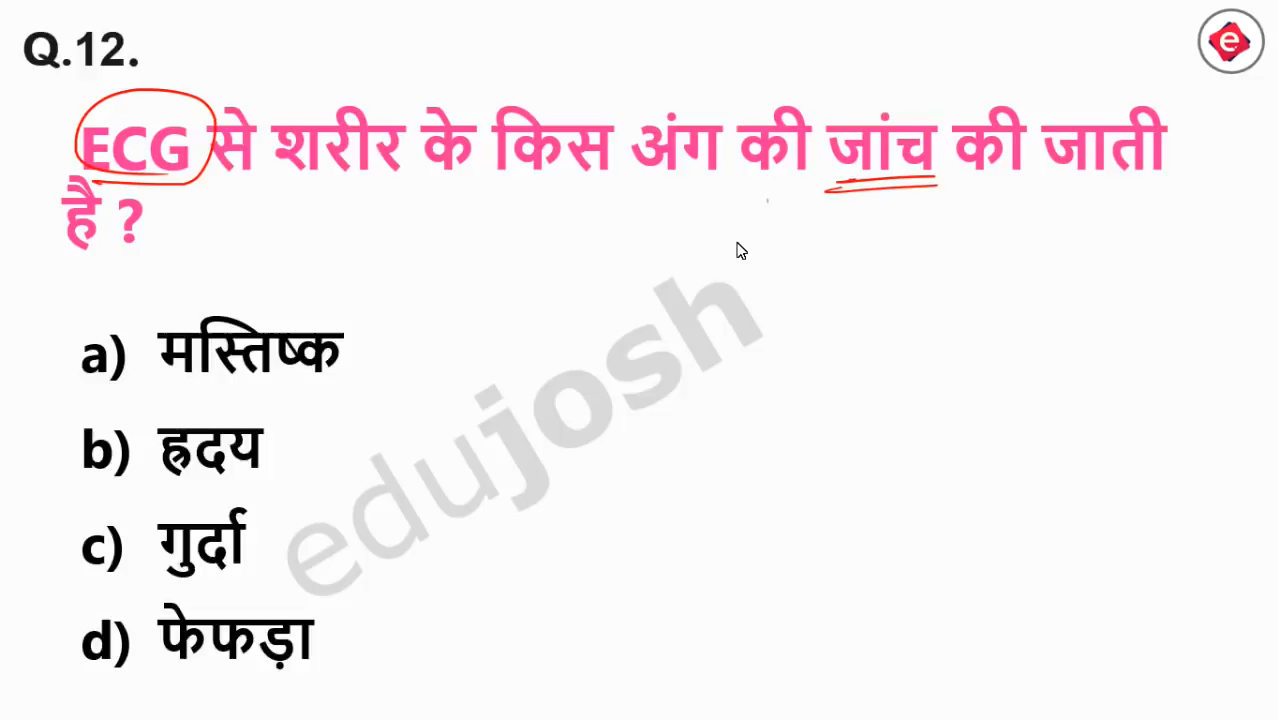 Q.12.
e
ECG से शरीर के किस अंग की जांच की जाती
है ?
a) मस्तिष्क
b) ह्रदय
c) गुर्दा
d) फेफड़ा
edujosh